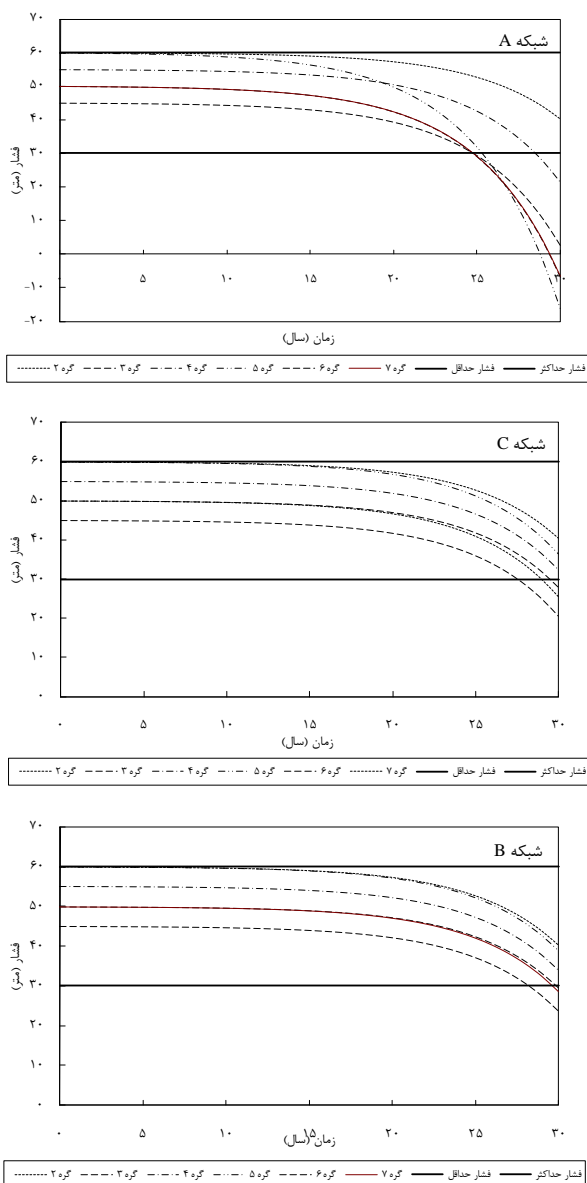 شبکه A
۷۰
۶۰
۵۰
۴۰
۳۰
۲۰
۱۰
۰
-۱۰
-۲۰
فشار (متر)
۰ ۵ ۱۰ ۱۵ ۲۰ ۲۵ ۳۰
زمان (سال)
گره ۲ گره ۳ گره ۴ گره ۵ گره ۶ گره ۷ فشار حداقل فشار حداکثر
شبکه C
۷۰
۶۰
۵۰
۴۰
۳۰
۲۰
۱۰
۰
فشار (متر)
۰ ۵ ۱۰ ۱۵ ۲۰ ۲۵ ۳۰
زمان (سال)
گره ۲ گره ۳ گره ۴ گره ۵ گره ۶ گره ۷ فشار حداقل فشار حداکثر
شبکه B
۷۰
۶۰
۵۰
۴۰
۳۰
۲۰
۱۰
۰
فشار (متر)
۰ ۵ ۱۰ ۱۵ ۲۰ ۲۵ ۳۰
زمان (سال)
گره ۲ گره ۳ گره ۴ گره ۵ گره ۶ گره ۷ فشار حداقل فشار حداکثر